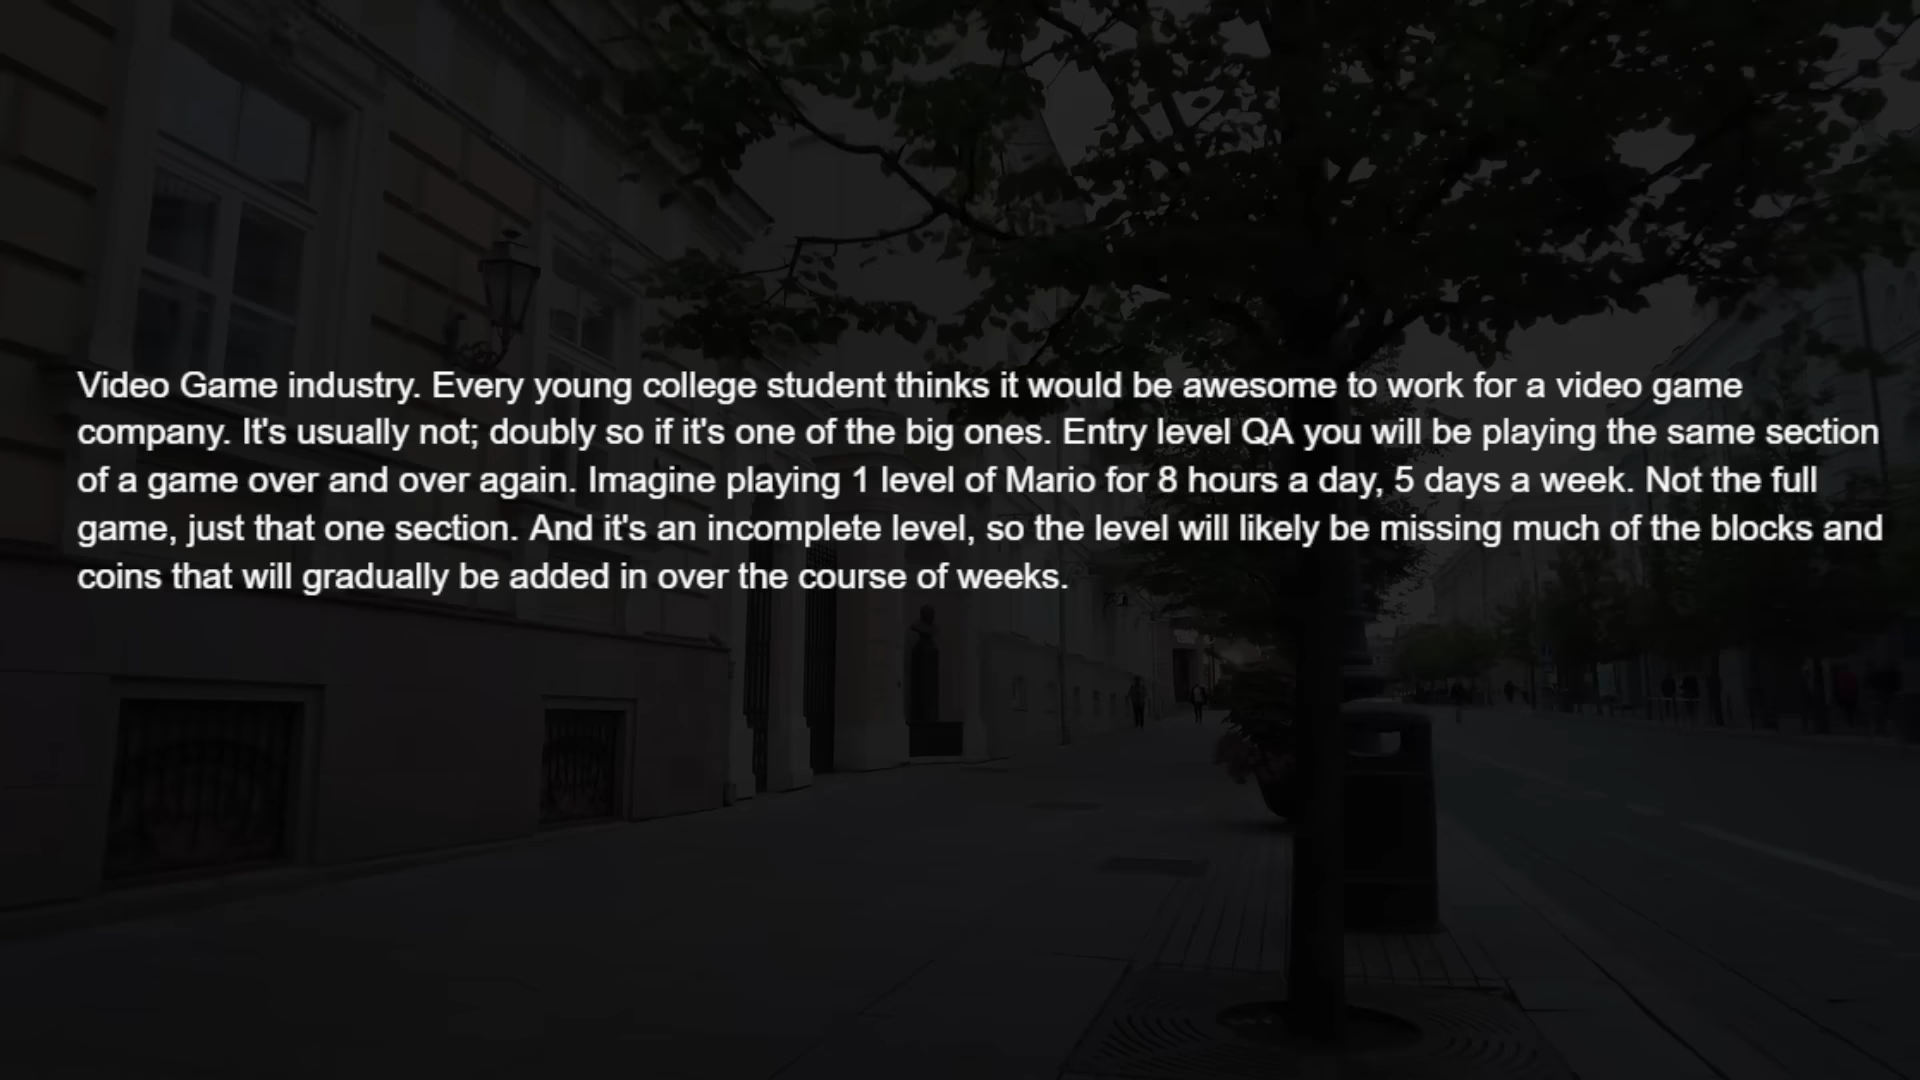 Video Game industry. Every young college student thinks it would be awesome to work for a video game
company. It's usually not; doubly so if it's one of the big ones. Entry level QA you will be playing the same section
of a game over and over again. Imagine playing 1 level of Mario for 8 hours a day, 5 days a week. Not the full
game, just that one section. And it's an incomplete level, so the level will likely be missing much of the blocks and
coins that will gradually be added in over the course of weeks.